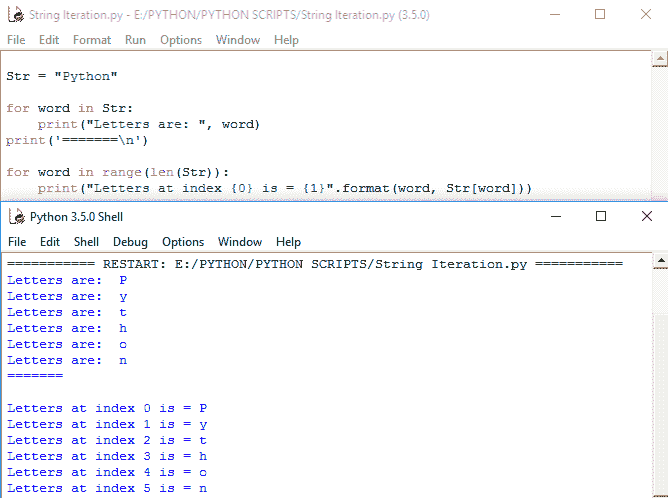 String Iteration.py - E:/PYTHON/PYTHON SCRIPTS/String Iteration.py (3.5.0)
File Edit Format Run Options Window Help
Str = "Python"
for word in Str:
    print("Letters are: ", word)
print('=======\n')
for word in range(len(Str)):
    print("Letters at index {0} is = {1}".format(word, Str[word]))
Python 3.5.0 Shell
File Edit Shell Debug Options Window Help
=========== RESTART: E:/PYTHON/PYTHON SCRIPTS/String Iteration.py ===========
Letters are:  P
Letters are:  y
Letters are:  t
Letters are:  h
Letters are:  o
Letters are:  n
=======
Letters at index 0 is = P
Letters at index 1 is = y
Letters at index 2 is = t
Letters at index 3 is = h
Letters at index 4 is = o
Letters at index 5 is = n